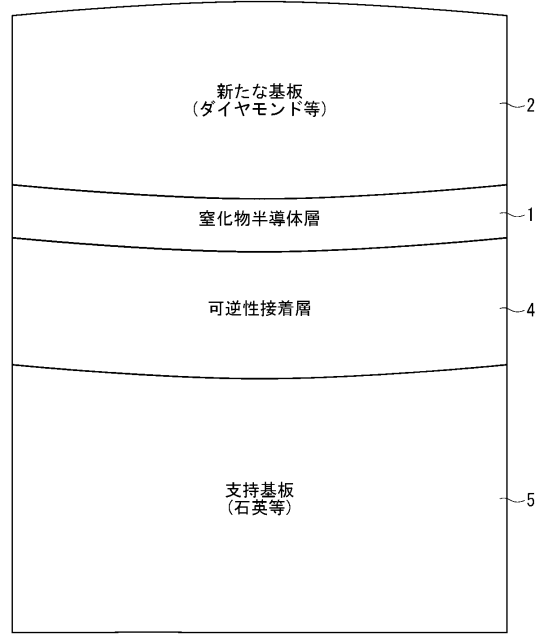 新たな基板
(ダイヤモンド等)
2
窒化物半導体層
1
可逆性接着層
4
支持基板
(石英等)
5